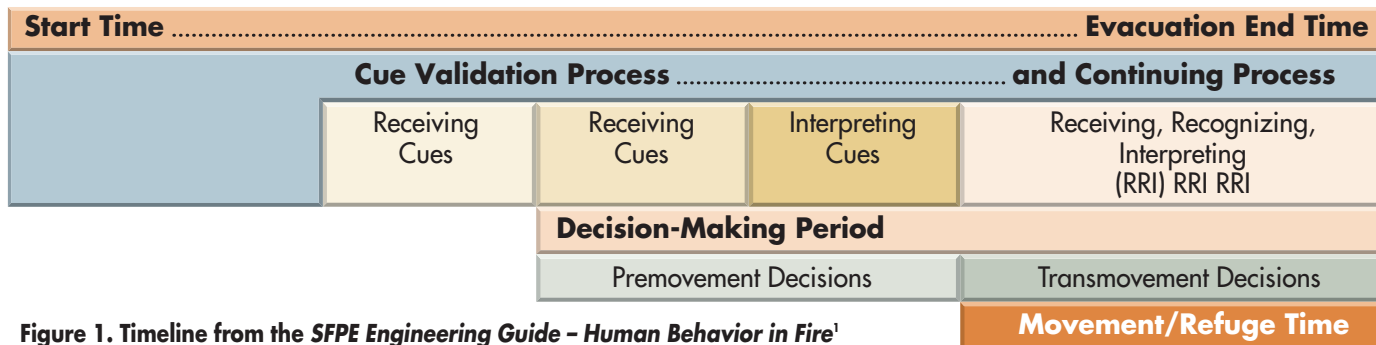 Start Time ................................................................ Evacuation End Time
Cue Validation Process ................................ and Continuing Process
Receiving
Cues
Receiving
Cues
Interpreting
Cues
Receiving, Recognizing,
Interpreting
(RRI) RRI RRI
Decision-Making Period
Premovement Decisions
Transmovement Decisions
Movement/Refuge Time
Figure 1. Timeline from the SFPE Engineering Guide – Human Behavior in Fire1